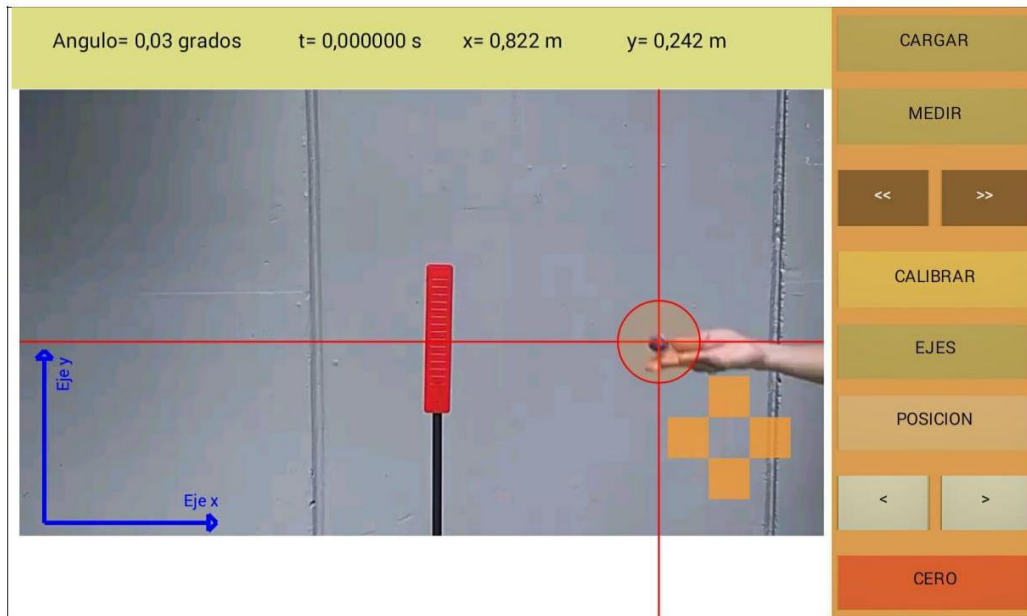 Angulo= 0,03 grados t= 0,000000 s x= 0,822 m y= 0,242 m
CARGAR
MEDIR
<< >>
CALIBRAR
EJES
POSICION
< >
CERO
Eje y
Eje x